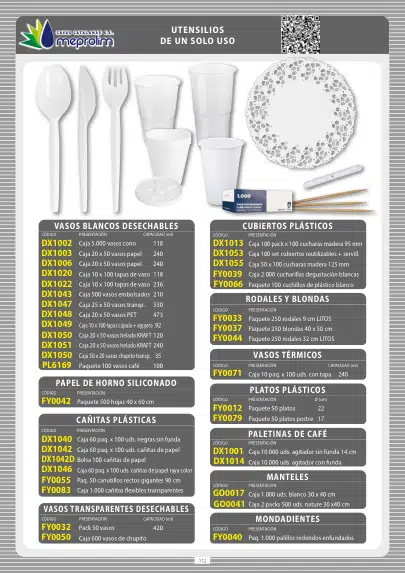 CAVAS CATALANAS S.L.
meprolim
UTENSILIOS
DE UN SOLO USO
1.000
VASOS BLANCOS DESECHABLES
CÓDIGO PRESENTACIÓN CAPACIDAD (ml)
DX1002 Caja 5.000 vasos cono 118
DX1003 Caja 20 x 50 vasos papel 240
DX1006 Caja 20 x 50 vasos papel. 240
DX1020 Caja 10 x 100 tapas de vaso 118
DX1022 Caja 10 x 100 tapas de vaso 236
DX1043 Caja 500 vasos embolsados 210
DX1047 Caja 25 x 50 vasos transp. 330
DX1048 Caja 20 x 50 vasos PET 473
DX1049 Caja 10 x 100 tapas cúpula + agujero 92
DX1050 Caja 20 x 50 vasos helado KRAFT 120
DX1051 Caja 20 x 50 vasos helado KRAFT 240
DX1050 Caja 50 x 20 vasos chupito transp. 35
PL6169 Paquete 100 vasos café 100
PAPEL DE HORNO SILICONADO
CÓDIGO PRESENTACIÓN
FY0042 Paquete 500 hojas 40 x 60 cm
CAÑITAS PLÁSTICAS
CÓDIGO PRESENTACIÓN
DX1040 Caja 60 paq. x 100 uds. negras sin funda
DX1042 Caja 60 paq. x 100 uds. cañitas de papel
DX1042D Bolsa 100 cañitas de papel
DX1046 Caja 60 paq. x 100 uds. cañitas de papel raya color
FY0055 Paq. 50 canutillos rectos gigantes 90 cm
FY0083 Caja 1.000 cañitas flexibles transparentes
VASOS TRANSPARENTES DESECHABLES
CÓDIGO PRESENTACIÓN CAPACIDAD (ml)
FY0032 Pack 50 vasos 420
FY0050 Caja 600 vasos de chupito
CUBIERTOS PLÁSTICOS
CÓDIGO PRESENTACIÓN
DX1013 Caja 100 pack x 100 cucharas madera 95 mm
DX1053 Caja 100 set cubiertos reutilizables + servill.
DX1055 Caja 50 x 100 cucharas madera 125 mm
FY0039 Caja 2 000 cucharillas degustación blancas
FY0066 Paquete 100 cuchillos de plástico blanco
RODALES Y BLONDAS
CÓDIGO PRESENTACIÓN
FY0033 Paquete 250 rodales 9 cm LITOS
FY0037 Paquete 250 blondas 40 x 50 cm
FY0044 Paquete 250 rodales 32 cm LITOS
VASOS TÉRMICOS
CÓDIGO PRESENTACIÓN CAPACIDAD (ml)
FY0071 Caja 10 paq. x 100 uds. con tapa. 240
PLATOS PLÁSTICOS
CÓDIGO PRESENTACIÓN Ø (cm)
FY0012 Paquete 50 platos 22
FY0079 Paquete 50 platos postre 17
PALETINAS DE CAFÉ
CÓDIGO PRESENTACIÓN
DX1001 Caja 10.000 uds. agitador sin funda 14 cm
DX1014 Caja 10.000 uds. agitador con funda
MANTELES
CÓDIGO PRESENTACIÓN
GO0017 Caja 1.000 uds. blanco 30 x 40 cm
GO0041 Caja 2 packs 500 uds. nature 30x40 cm
MONDADIENTES
CÓDIGO PRESENTACIÓN
FY0040 Paq. 1.000 palillos redondos enfundados
112